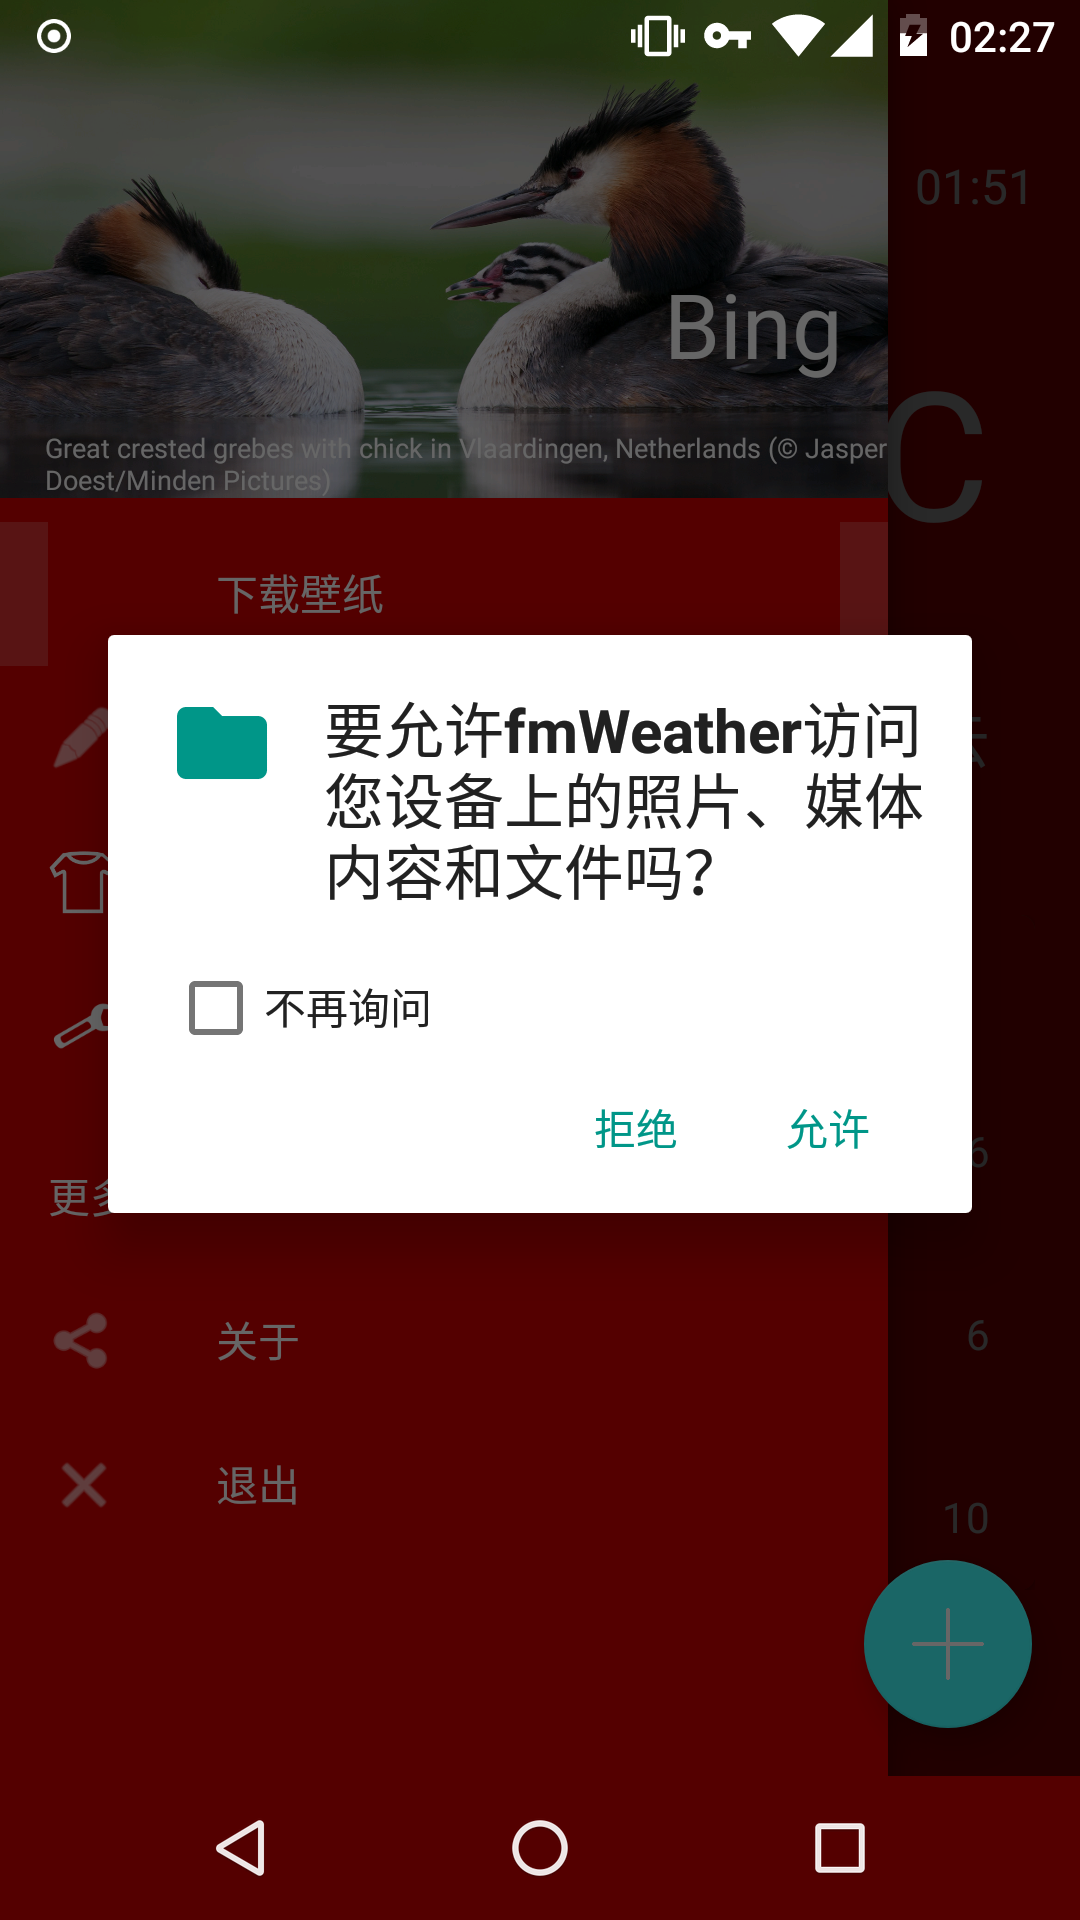 02:27
01:51
Bing
C
Great crested grebes with chick in Vlaardingen, Netherlands (© Jasper
Doest/Minden Pictures)
下载壁纸
要允许fmWeather访问
您设备上的照片、媒体
内容和文件吗？
不再询问
拒绝 允许
6
更多
关于
6
退出
10